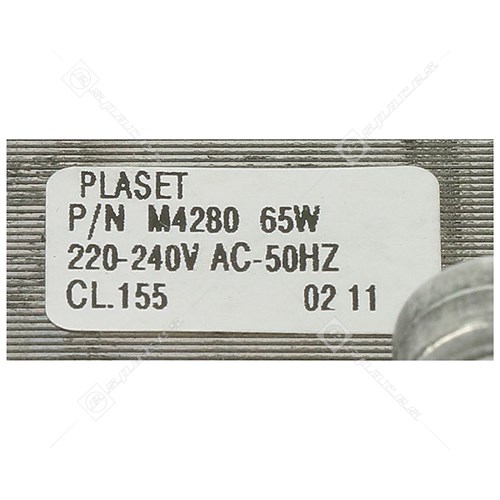 PLASET
P/N M4280 65W
220-240V AC-50HZ
CL.155 02 11